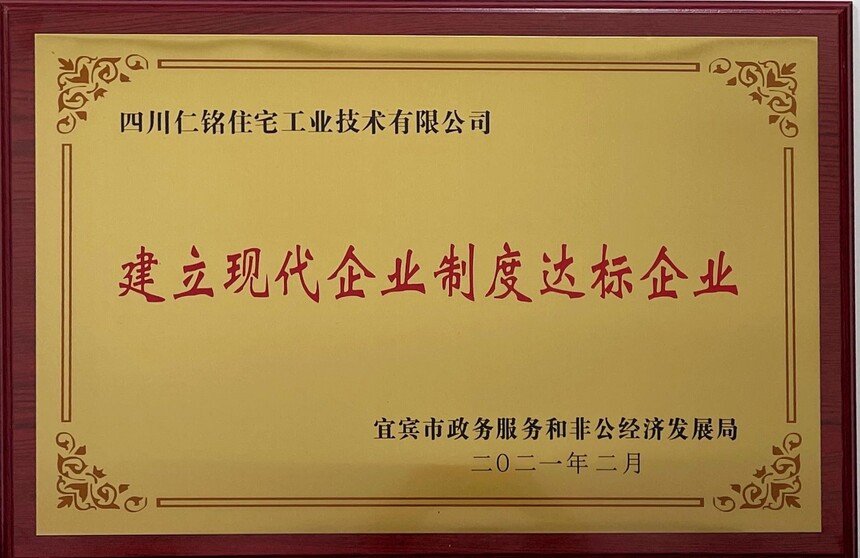 四川仁铭住宅工业技术有限公司
建立现代企业制度达标企业
宜宾市政务服务和非公经济发展局
二〇二一年二月